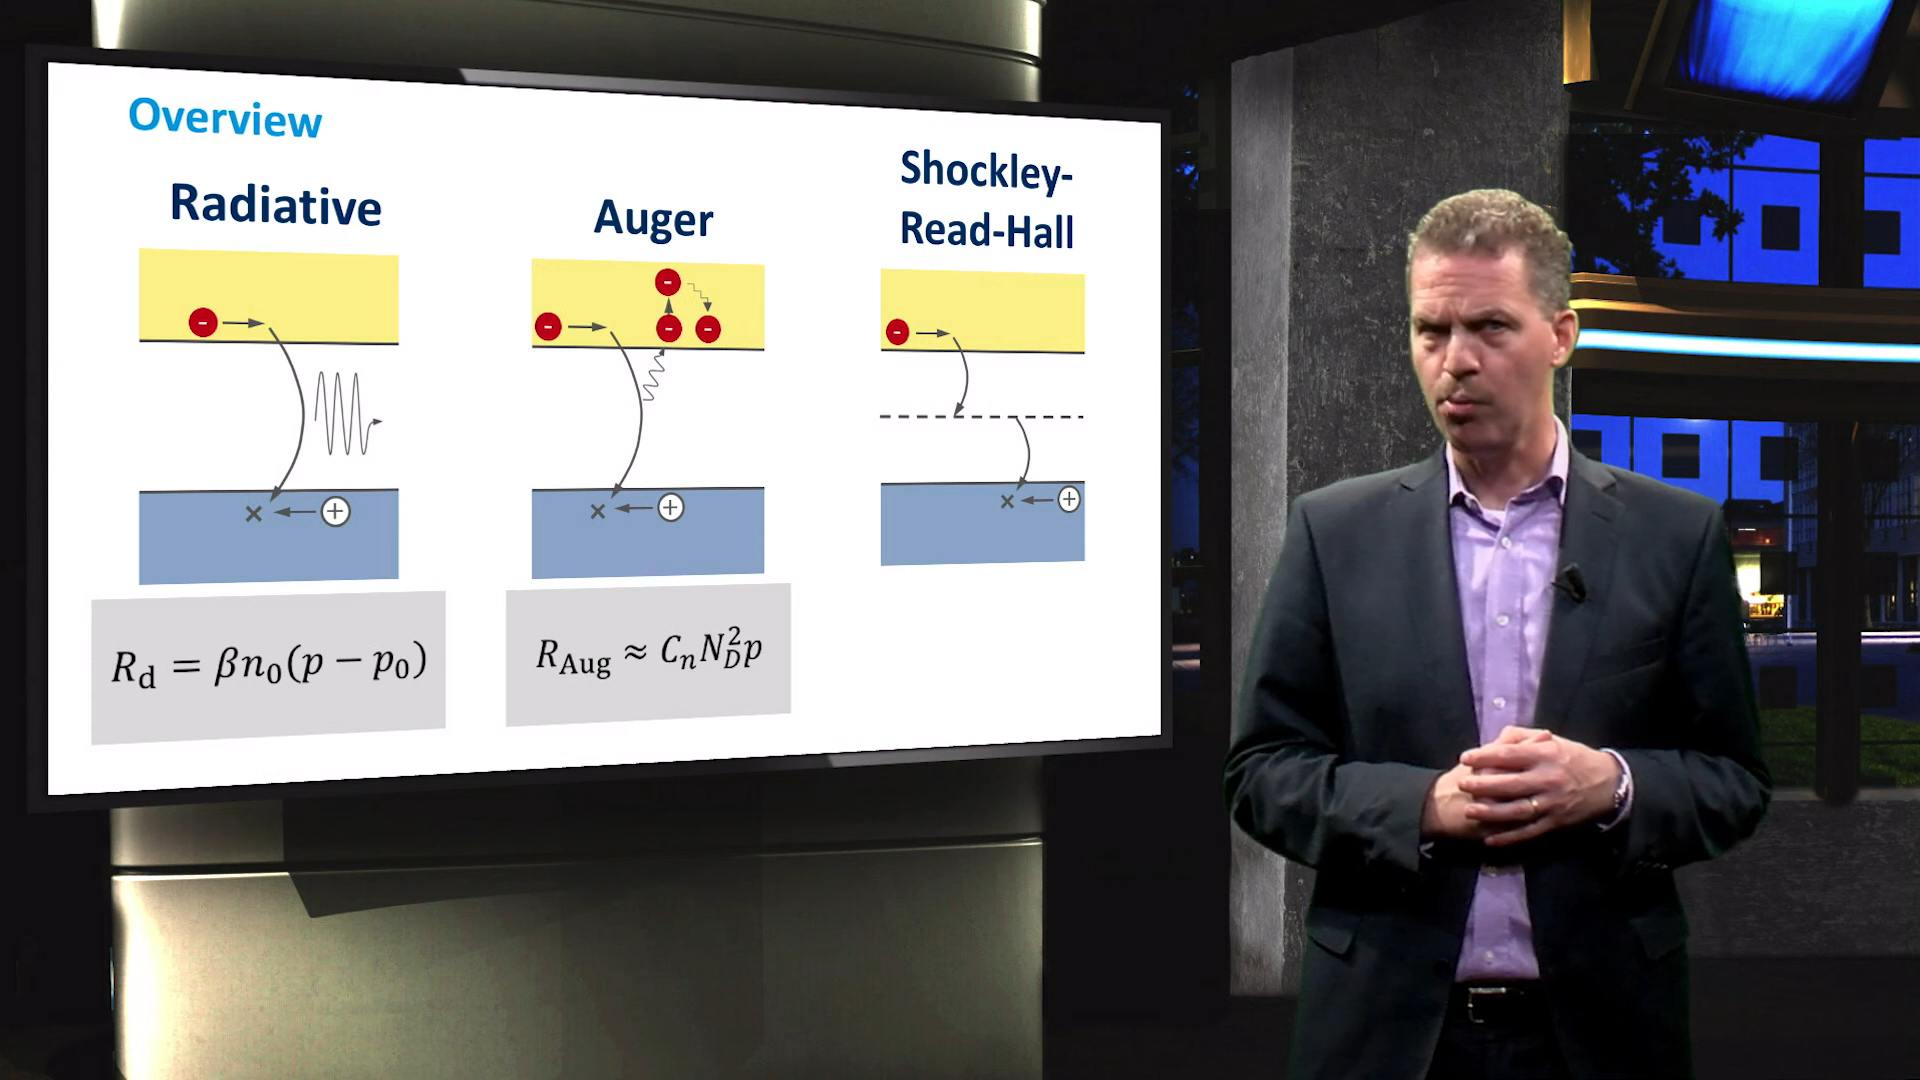 Overview
Radiative
Auger
Shockley-
Read-Hall
- - - - - -
+ + +
× × ×
R_d = βn_0(p − p_0)
R_Aug ≈ C_n N_D^2 p